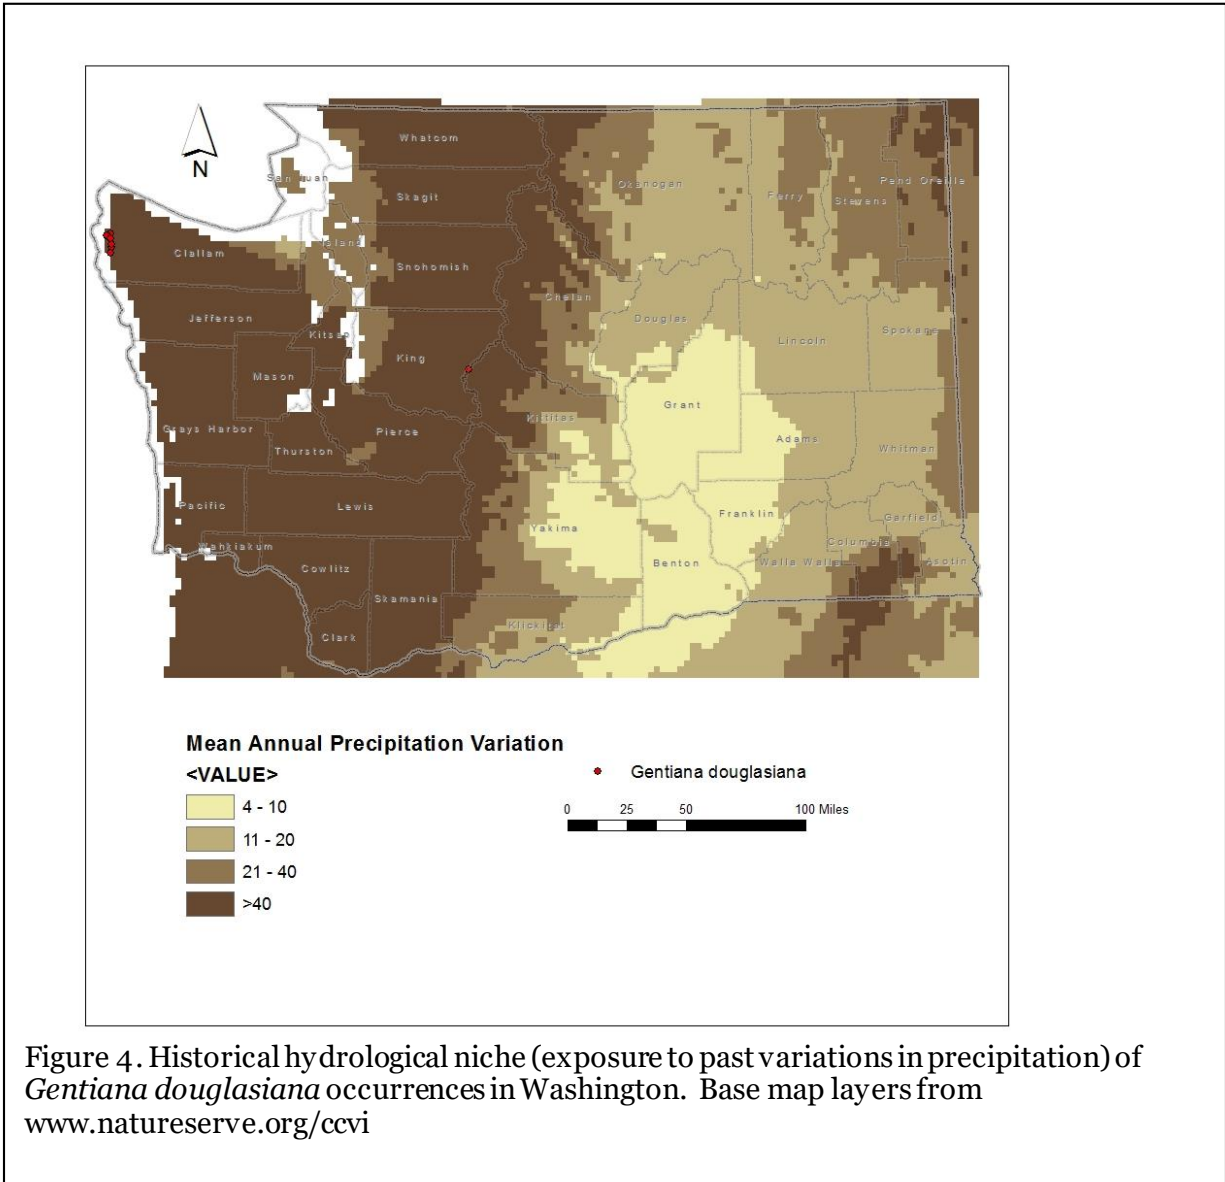 N
Whatcom
San Juan
Okanogan
Ferry
Stevens
Pend Oreille
Skagit
Island
Clallam
Snohomish
Chelan
Jefferson
Kitsap
Douglas
Lincoln
Spokane
King
Mason
Grant
Kittitas
Grays Harbor
Pierce
Adams
Thurston
Whitman
Pacific
Lewis
Yakima
Franklin
Garfield
Wahkiakum
Columbia
Cowlitz
Benton
Walla Walla
Asotin
Skamania
Klickitat
Clark
Mean Annual Precipitation Variation
<VALUE>
4 - 10
11 - 20
21 - 40
>40
Gentiana douglasiana
0 25 50 100 Miles
Figure 4. Historical hydrological niche (exposure to past variations in precipitation) of
Gentiana douglasiana occurrences in Washington. Base map layers from
www.natureserve.org/ccvi